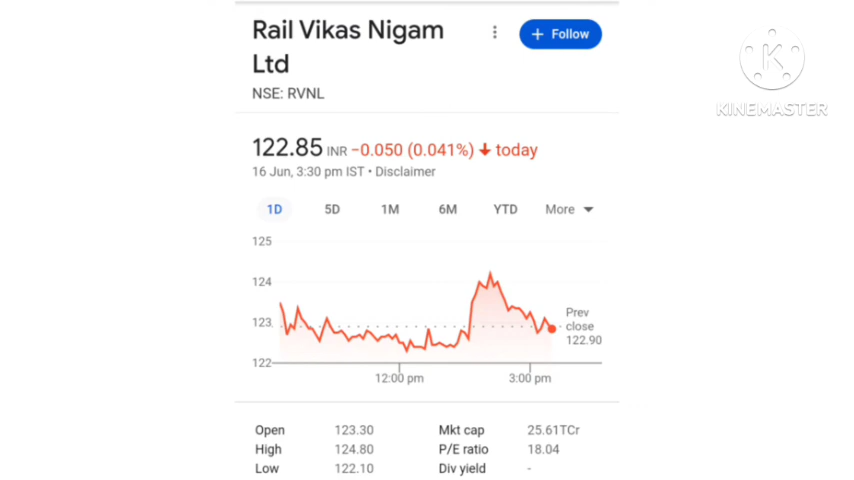 Rail Vikas Nigam
Ltd
+ Follow
NSE: RVNL
KINEMASTER
122.85 INR −0.050 (0.041%) ↓ today
16 Jun, 3:30 pm IST • Disclaimer
1D 5D 1M 6M YTD More
125
124
123
122
Prev
close
122.90
12:00 pm 3:00 pm
Open 123.30 Mkt cap 25.61TCr
High 124.80 P/E ratio 18.04
Low 122.10 Div yield -